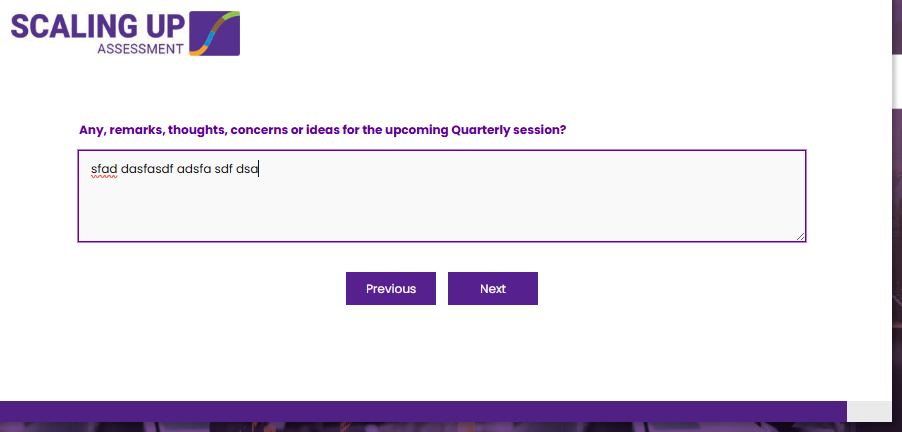 SCALING UP
ASSESSMENT
Any, remarks, thoughts, concerns or ideas for the upcoming Quarterly session?
sfad dasfasdf adsfa sdf dsa
Previous
Next